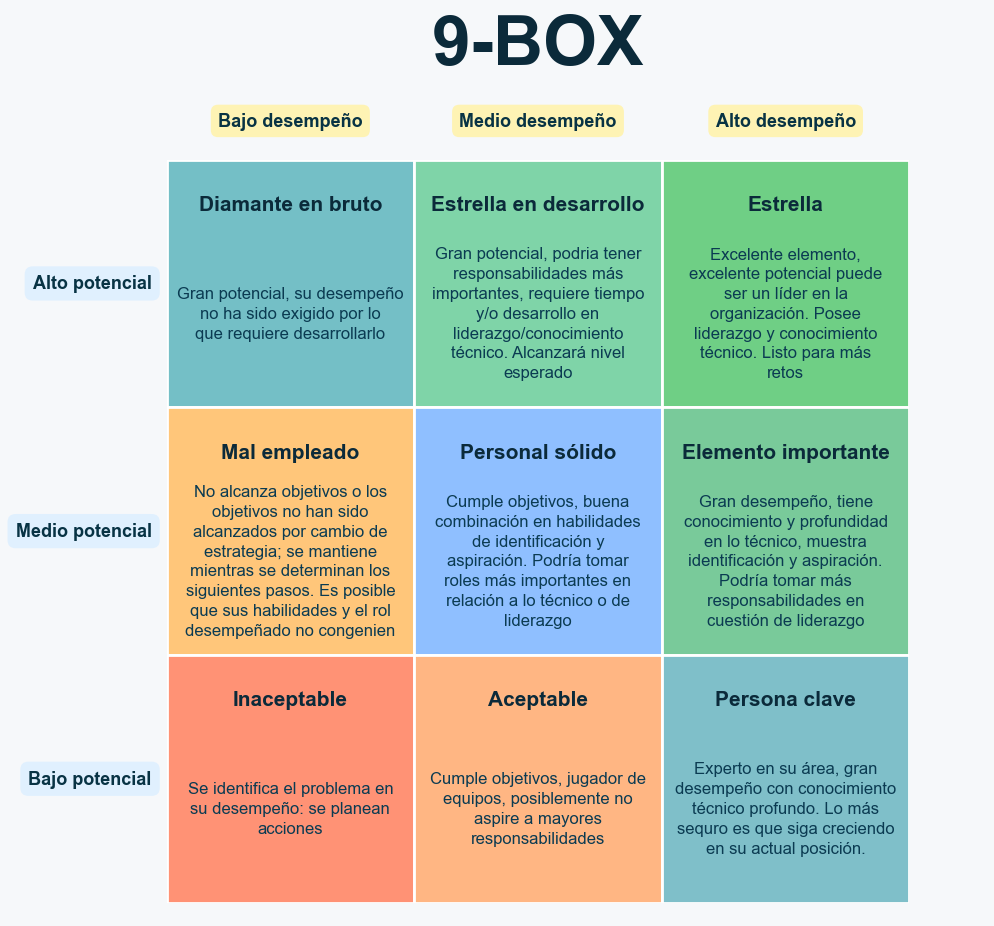 9-BOX
Bajo desempeño
Medio desempeño
Alto desempeño
Alto potencial
Diamante en bruto
Gran potencial, su desempeño
no ha sido exigido por lo
que requiere desarrollarlo
Estrella en desarrollo
Gran potencial, podria tener
responsabilidades más
importantes, requiere tiempo
y/o desarrollo en
liderazgo/conocimiento
técnico. Alcanzará nivel
esperado
Estrella
Excelente elemento,
excelente potencial puede
ser un líder en la
organización. Posee
liderazgo y conocimiento
técnico. Listo para más
retos
Medio potencial
Mal empleado
No alcanza objetivos o los
objetivos no han sido
alcanzados por cambio de
estrategia; se mantiene
mientras se determinan los
siguientes pasos. Es posible
que sus habilidades y el rol
desempeñado no congenien
Personal sólido
Cumple objetivos, buena
combinación en habilidades
de identificación y
aspiración. Podría tomar
roles más importantes en
relación a lo técnico o de
liderazgo
Elemento importante
Gran desempeño, tiene
conocimiento y profundidad
en lo técnico, muestra
identificación y aspiración.
Podría tomar más
responsabilidades en
cuestión de liderazgo
Bajo potencial
Inaceptable
Se identifica el problema en
su desempeño: se planean
acciones
Aceptable
Cumple objetivos, jugador de
equipos, posiblemente no
aspire a mayores
responsabilidades
Persona clave
Experto en su área, gran
desempeño con conocimiento
técnico profundo. Lo más
sequro es que siga creciendo
en su actual posición.